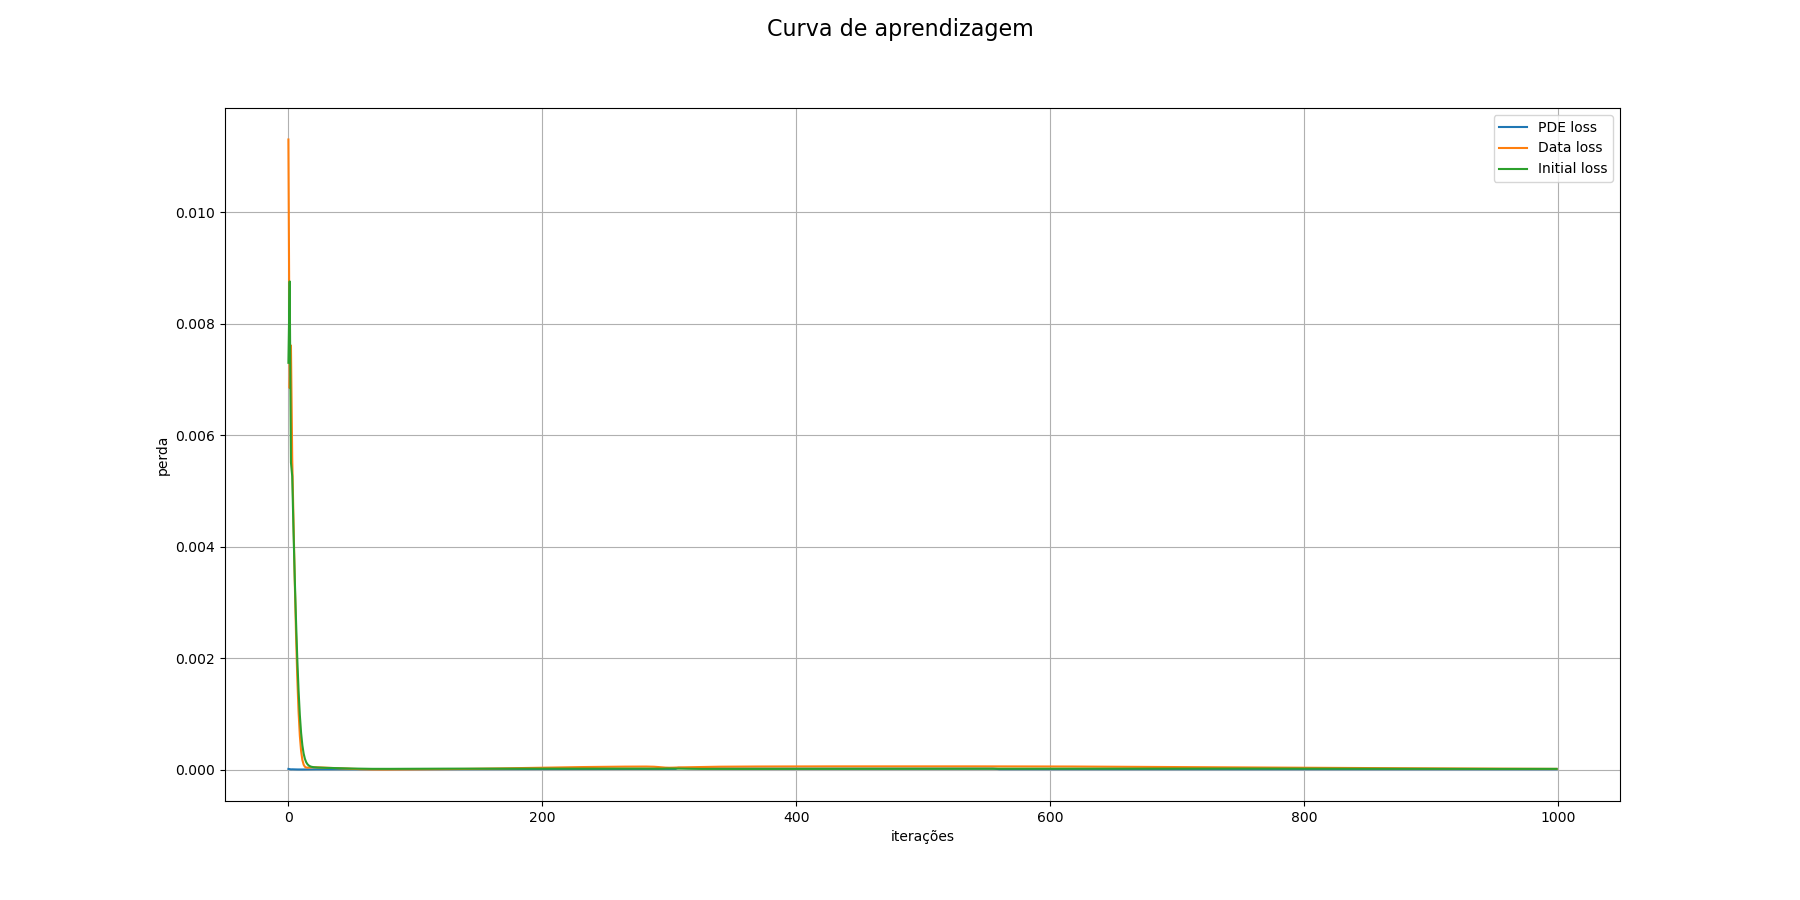 Curva de aprendizagem
PDE loss
Data loss
Initial loss
0.010
0.008
0.006
0.004
0.002
0.000
perda
0 200 400 600 800 1000
iterações